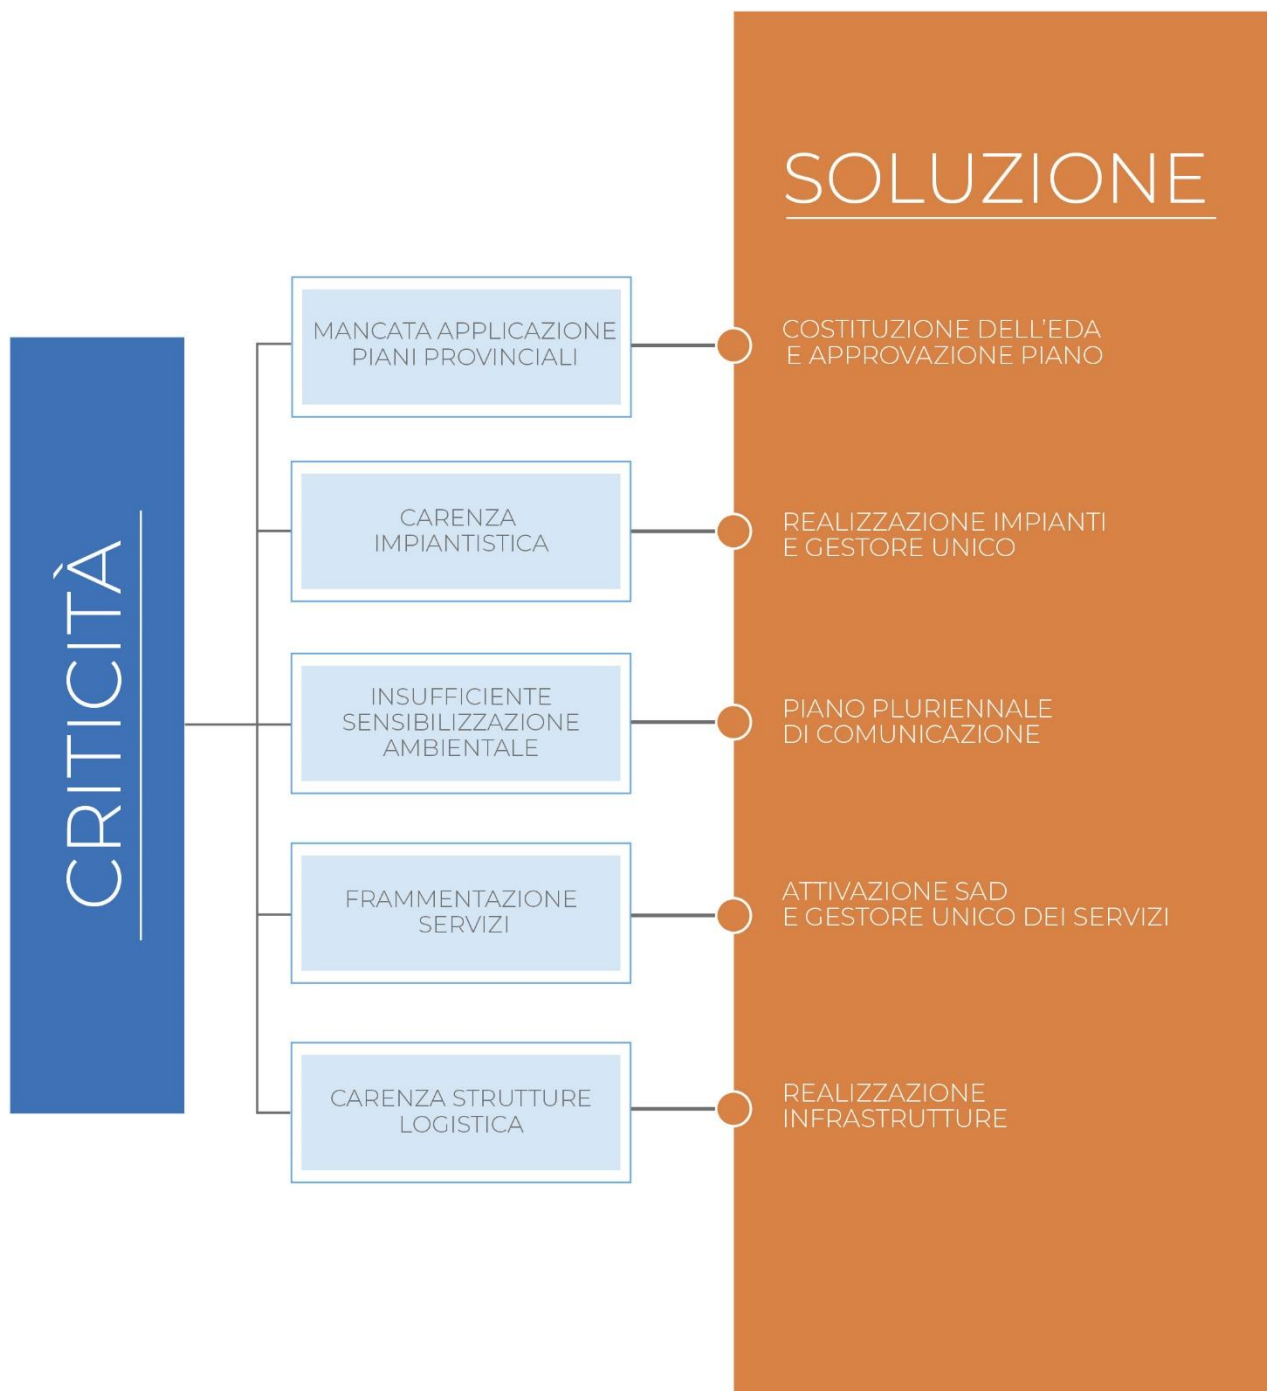 CRITICITÀ
SOLUZIONE
MANCATA APPLICAZIONE
PIANI PROVINCIALI
COSTITUZIONE DELL'EDA
E APPROVAZIONE PIANO
CARENZA
IMPIANTISTICA
REALIZZAZIONE IMPIANTI
E GESTORE UNICO
INSUFFICIENTE
SENSIBILIZZAZIONE
AMBIENTALE
PIANO PLURIENNALE
DI COMUNICAZIONE
FRAMMENTAZIONE
SERVIZI
ATTIVAZIONE SAD
E GESTORE UNICO DEI SERVIZI
CARENZA STRUTTURE
LOGISTICA
REALIZZAZIONE
INFRASTRUTTURE